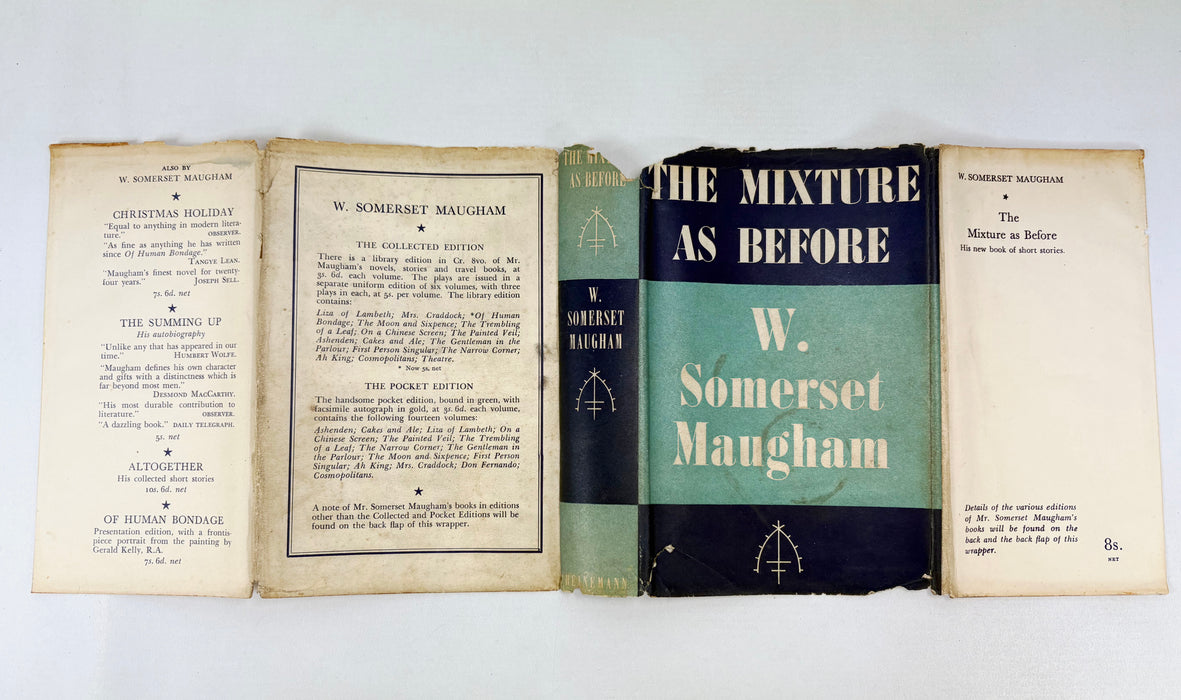 ALSO BY
W. SOMERSET MAUGHAM
CHRISTMAS HOLIDAY
"Equal to anything in modern litera-
ture." OBSERVER.
"As fine as anything he has written
since Of Human Bondage."
TANGYE LEAN.
"Maugham's finest novel for twenty-
four years." JOSEPH SELL.
7s. 6d. net
THE SUMMING UP
His autobiography
"Unlike any that has appeared in our
time." HUMBERT WOLFE.
"Maugham defines his own character
and gifts with a distinctness which is
far beyond most men."
DESMOND MACCARTHY.
"His most durable contribution to
literature." OBSERVER.
"A dazzling book." DAILY TELEGRAPH.
5s. net
ALTOGETHER
His collected short stories
10s. 6d. net
OF HUMAN BONDAGE
Presentation edition, with a frontis-
piece portrait from the painting by
Gerald Kelly, R.A.
7s. 6d. net
W. SOMERSET MAUGHAM
THE COLLECTED EDITION
There is a library edition in Cr. 8vo. of Mr.
Maugham's novels, stories and travel books, at
3s. 6d. each volume. The plays are issued in a
separate uniform edition of six volumes, with three
plays in each, at 5s. per volume. The library edition
contains:
Liza of Lambeth; Mrs. Craddock; *Of Human
Bondage; The Moon and Sixpence; The Trembling
of a Leaf; On a Chinese Screen; The Painted Veil;
Ashenden; Cakes and Ale; The Gentleman in the
Parlour; First Person Singular; The Narrow Corner;
Ah King; Cosmopolitans; Theatre.
* Now 5s. net
THE POCKET EDITION
The handsome pocket edition, bound in green, with
facsimile autograph in gold, at 3s. 6d. each volume,
contains the following fourteen volumes:
Ashenden; Cakes and Ale; Liza of Lambeth; On a
Chinese Screen; The Painted Veil; The Trembling
of a Leaf; The Narrow Corner; The Gentleman in
the Parlour; The Moon and Sixpence; First Person
Singular; Ah King; Mrs. Craddock; Don Fernando;
Cosmopolitans.
A note of Mr. Somerset Maugham's books in editions
other than the Collected and Pocket Editions will be
found on the back flap of this wrapper.
THE
AS BEFORE
W.
SOMERSET
MAUGHAM
HEINEMANN
THE MIXTURE
AS BEFORE
W.
Somerset
Maugham
W. SOMERSET MAUGHAM
The
Mixture as Before
His new book of short stories.
Details of the various editions
of Mr. Somerset Maugham's
books will be found on the
back and the back flap of this
wrapper.
8s.
NET